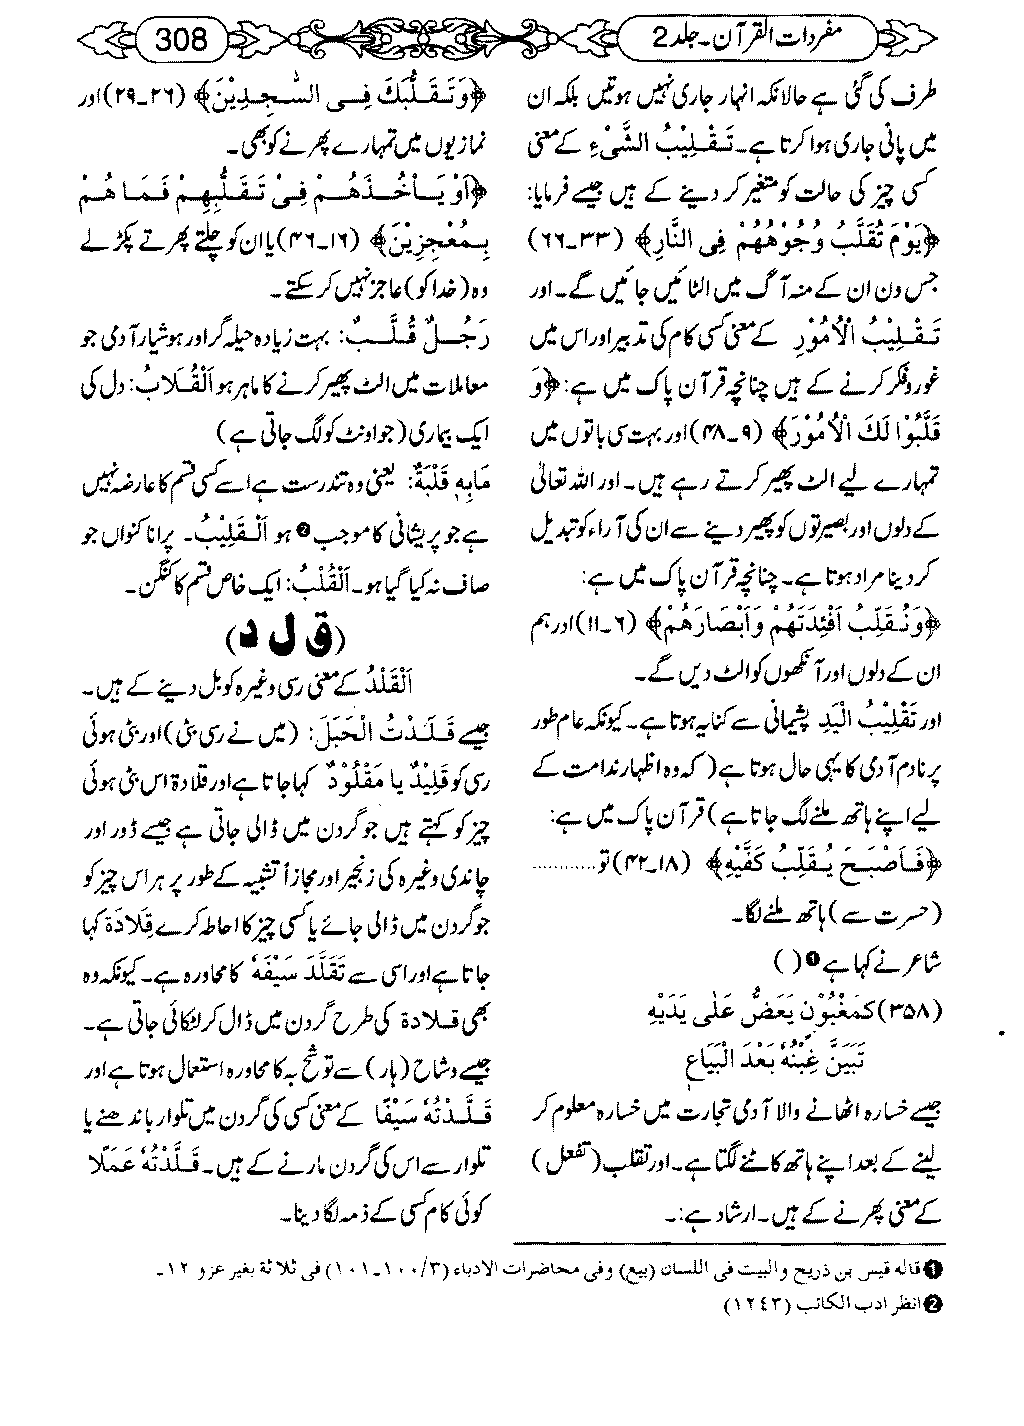 مفردات القرآن ۔ جلد 2
308
طرف کی گئی ہے حالانکہ انہار جاری نہیں ہوتیں بلکہ ان
میں پانی جاری ہوا کرتا ہے۔ تَقْلِیْبُ الشَّیْءِ کے معنی
کسی چیز کی حالت کو متغیر کر دینے کے ہیں جیسے فرمایا:
﴿یَوْمَ تُقَلَّبُ وُجُوْهُهُمْ فِی النَّارِ﴾ (۳۳۔۶۶)
جس دن ان کے منہ آگ میں الٹائیں جائیں گے۔ اور
تَقْلِیْبُ الْاُمُوْرِ کے معنی کسی کام کی تدبیر اور اس میں
غور وفکر کرنے کے ہیں چنانچہ قرآن پاک میں ہے: ﴿وَ
قَلَّبُوْا لَكَ الْاُمُوْرَ﴾ (۹۔۴۸) اور بہت سی باتوں میں
تمہارے لیے الٹ پھیر کرتے رہے ہیں۔ اور اللہ تعالیٰ
کے دلوں اور بصیرتوں کو پھیر دینے سے ان کی آراء کو تبدیل
کر دینا مراد ہوتا ہے۔ چنانچہ قرآن پاک میں ہے:
﴿وَنُقَلِّبُ اَفْئِدَتَهُمْ وَاَبْصَارَهُمْ﴾ (۶۔۱۱) اور ہم
ان کے دلوں اور آنکھوں کو الٹ دیں گے۔
اور تَقْلِیْبُ الْیَدِ پشیمانی سے کنایہ ہوتا ہے۔ کیونکہ عام طور
پر نادم آدمی کا یہی حال ہوتا ہے (کہ وہ اظہار ندامت کے
لیے اپنے ہاتھ ملنے لگ جاتا ہے) قرآن پاک میں ہے:
﴿فَاَصْبَحَ یُقَلِّبُ كَفَّیْهِ﴾ (۱۸۔۴۲) تو...........
(حسرت سے) ہاتھ ملنے لگا۔
شاعر نے کہا ہے ❶ ( )
(۳۵۸) كَمَغْبُوْنٍ یَعَضُّ عَلٰی یَدَیْهِ
تَبَیَّنَ غَبْنُهٗ بَعْدَ الْبَیَاعِ
جیسے خسارہ اٹھانے والا آدمی تجارت میں خسارہ معلوم کر
لینے کے بعد اپنے ہاتھ کاٹنے لگتا ہے۔ اور تقلب (تفعل)
کے معنی پھرنے کے ہیں۔ ارشاد ہے:۔
﴿وَتَقَلُّبَكَ فِی السّٰجِدِیْنَ﴾ (۲۶۔۲۹) اور
نمازیوں میں تمہارے پھرنے کو بھی۔
﴿اَوْ یَاْخُذَهُمْ فِیْ تَقَلُّبِهِمْ فَمَا هُمْ
بِمُعْجِزِیْنَ﴾ (۱۶۔۴۶) یا ان کو چلتے پھرتے پکڑ لے
وہ (خدا کو) عاجز نہیں کر سکتے۔
رَجُلٌ قُلَّبٌ: بہت زیادہ حیلہ گر اور ہوشیار آدمی جو
معاملات میں الٹ پھیر کرنے کا ماہر ہو اَلْقُلَابُ: دل کی
ایک بیماری (جو اونٹ کو لگ جاتی ہے)
مَابِهٖ قَلْبَةٌ: یعنی وہ تندرست ہے اسے کسی قسم کا عارضہ نہیں
ہے جو پریشانی کا موجب ❷ ہو اَلْقَلِیْبُ۔ پرانا کنواں جو
صاف نہ کیا گیا ہو۔ اَلْقُلْبُ: ایک خاص قسم کا کنگن۔
(ق ل د)
اَلْقَلْدُ کے معنی رسی وغیرہ کو بل دینے کے ہیں۔
جیسے قَلَدْتُ الْحَبَلَ: (میں نے رسی بٹی) اور بٹی ہوئی
رسی کو قَلِیْدٌ یا مَقْلُوْدٌ کہا جاتا ہے اور قلادۃ اس بٹی ہوئی
چیز کو کہتے ہیں جو گردن میں ڈالی جاتی ہے جیسے ڈور اور
چاندی وغیرہ کی زنجیر اور مجازاً تشبیہ کے طور پر ہر اس چیز کو
جو گردن میں ڈالی جائے یا کسی چیز کا احاطہ کرے قِلَادَة کہا
جاتا ہے اور اسی سے تَقَلَّدَ سَیْفَهٗ کا محاورہ ہے۔ کیونکہ وہ
بھی قلادة کی طرح گردن میں ڈال کر لٹکائی جاتی ہے۔
جیسے وشاح (ہار) سے توشّح بہ کا محاورہ استعمال ہوتا ہے اور
قَلَّدْتُهٗ سَیْفًا کے معنی کسی کی گردن میں تلوار باندھنے یا
تلوار سے اس کی گردن مارنے کے ہیں۔ قَلَّدْتُهٗ عَمَلًا
کوئی کام کسی کے ذمہ لگا دینا۔
❶ قاله قيس بن ذريح والبيت فى اللسان (بيع) وفى محاضرات الادباء (۳/۱۰۰۔۱۰۱) فى ثلاثة بغير عزو ۱۲۔
❷ انظر ادب الكاتب (۱۲۴۳)